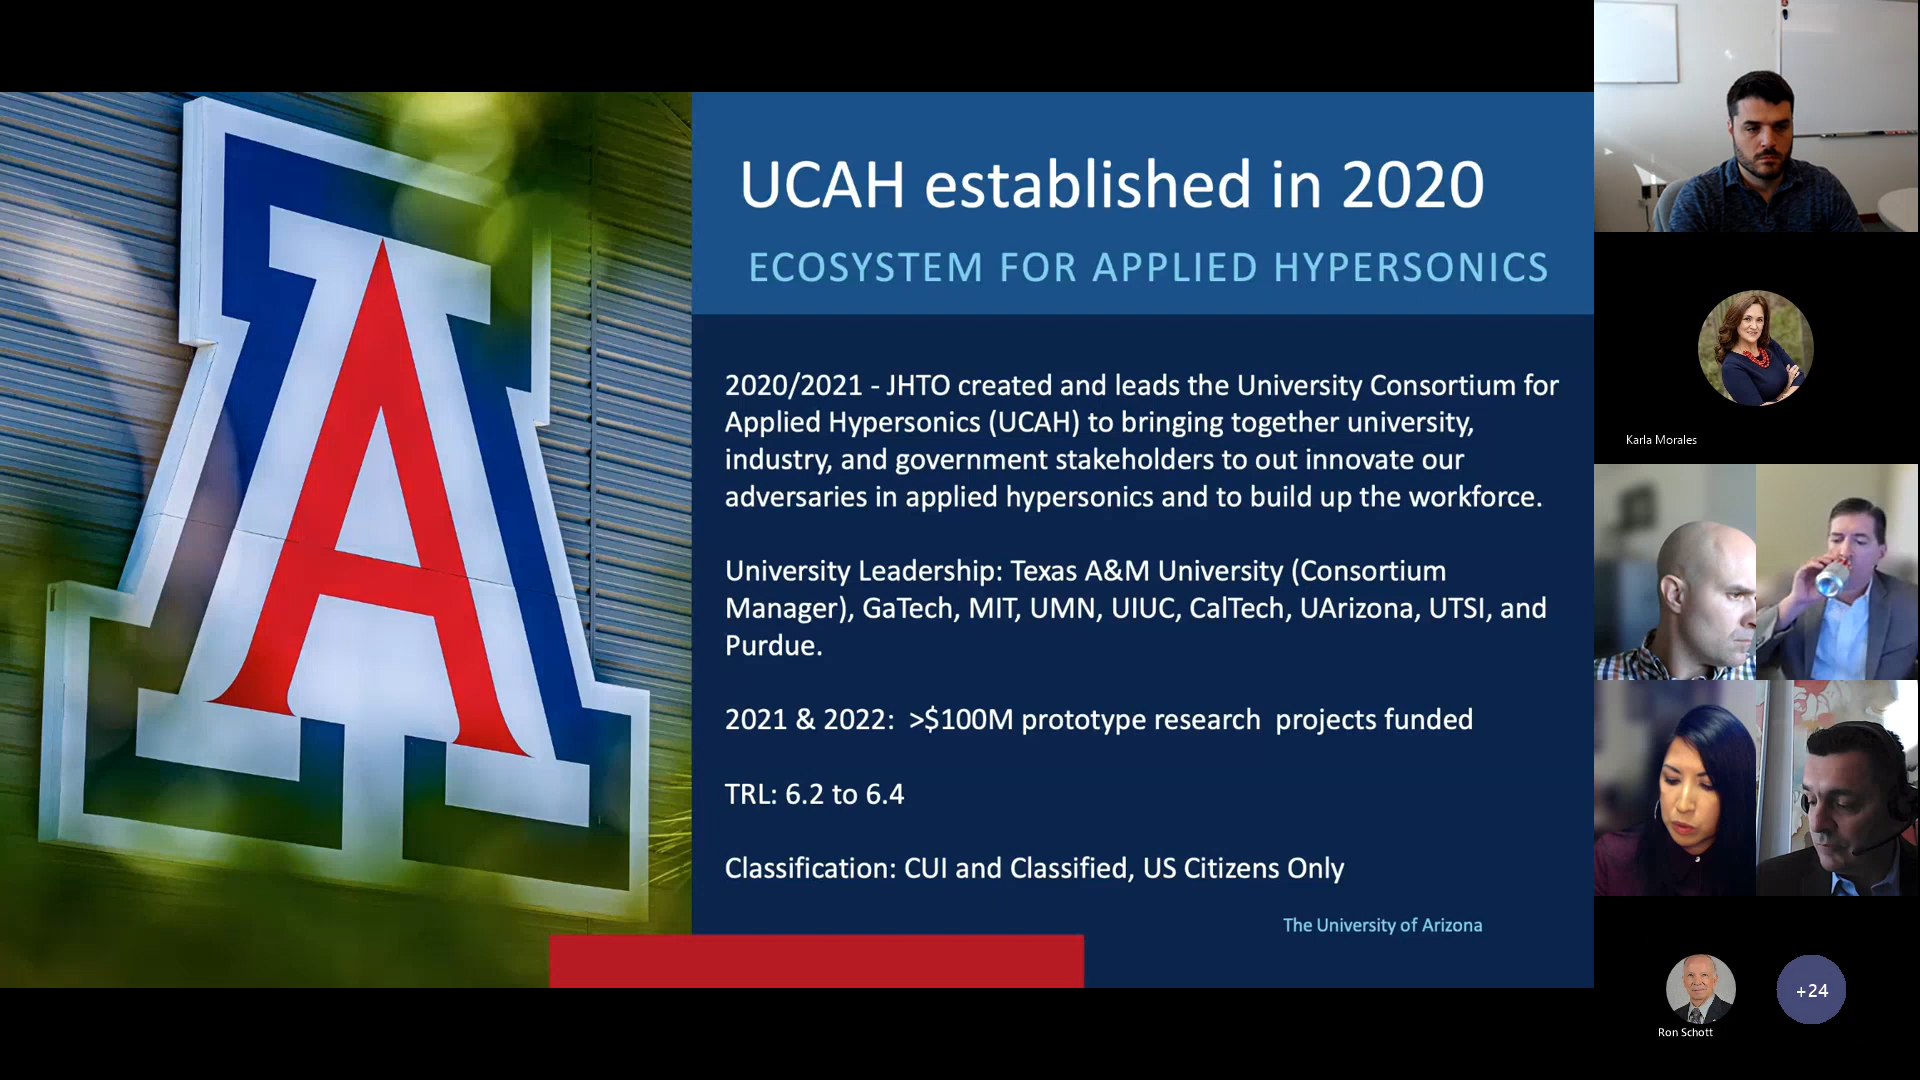 UCAH established in 2020
ECOSYSTEM FOR APPLIED HYPERSONICS
2020/2021 - JHTO created and leads the University Consortium for
Applied Hypersonics (UCAH) to bringing together university,
industry, and government stakeholders to out innovate our
adversaries in applied hypersonics and to build up the workforce.
University Leadership: Texas A&M University (Consortium
Manager), GaTech, MIT, UMN, UIUC, CalTech, UArizona, UTSI, and
Purdue.
2021 & 2022:  >$100M prototype research  projects funded
TRL: 6.2 to 6.4
Classification: CUI and Classified, US Citizens Only
The University of Arizona
A
Karla Morales
Ron Schott
+24